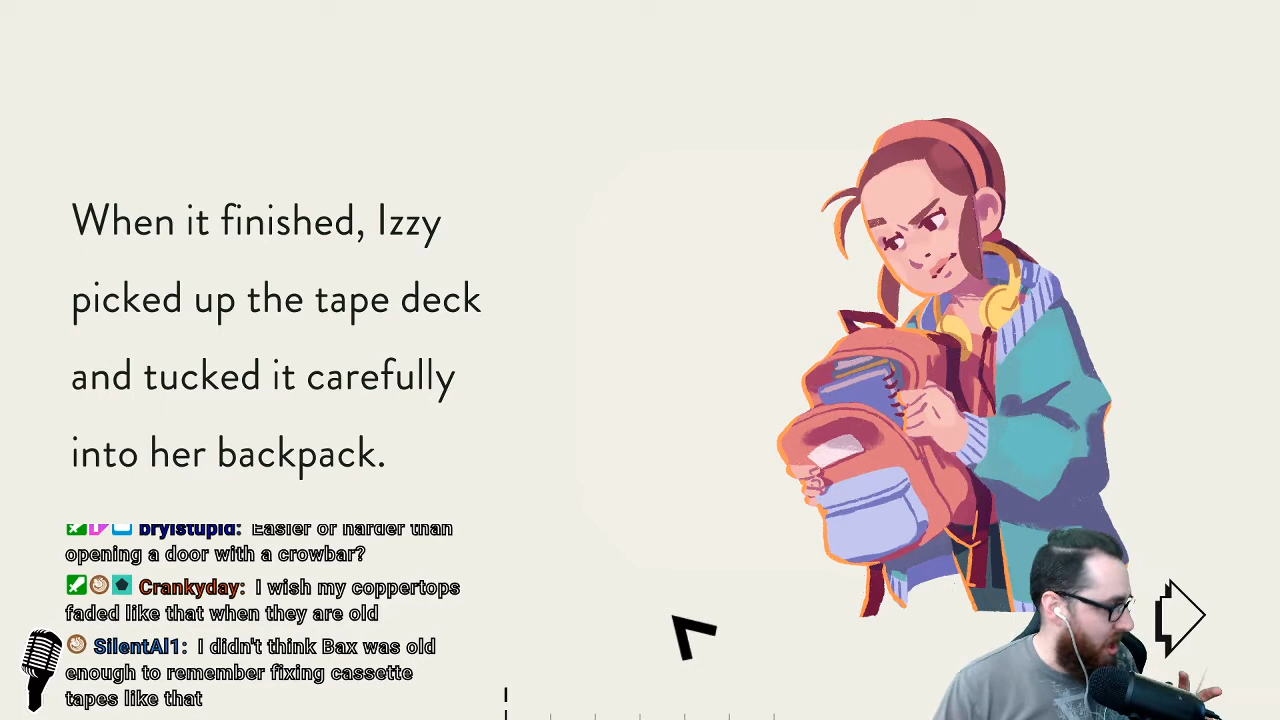 When it finished, Izzy
picked up the tape deck
and tucked it carefully
into her backpack.
bryistupid: Easier or harder than
opening a door with a crowbar?
Crankyday: I wish my coppertops
faded like that when they are old
SilentAl1: I didn't think Bax was old
enough to remember fixing cassette
tapes like that